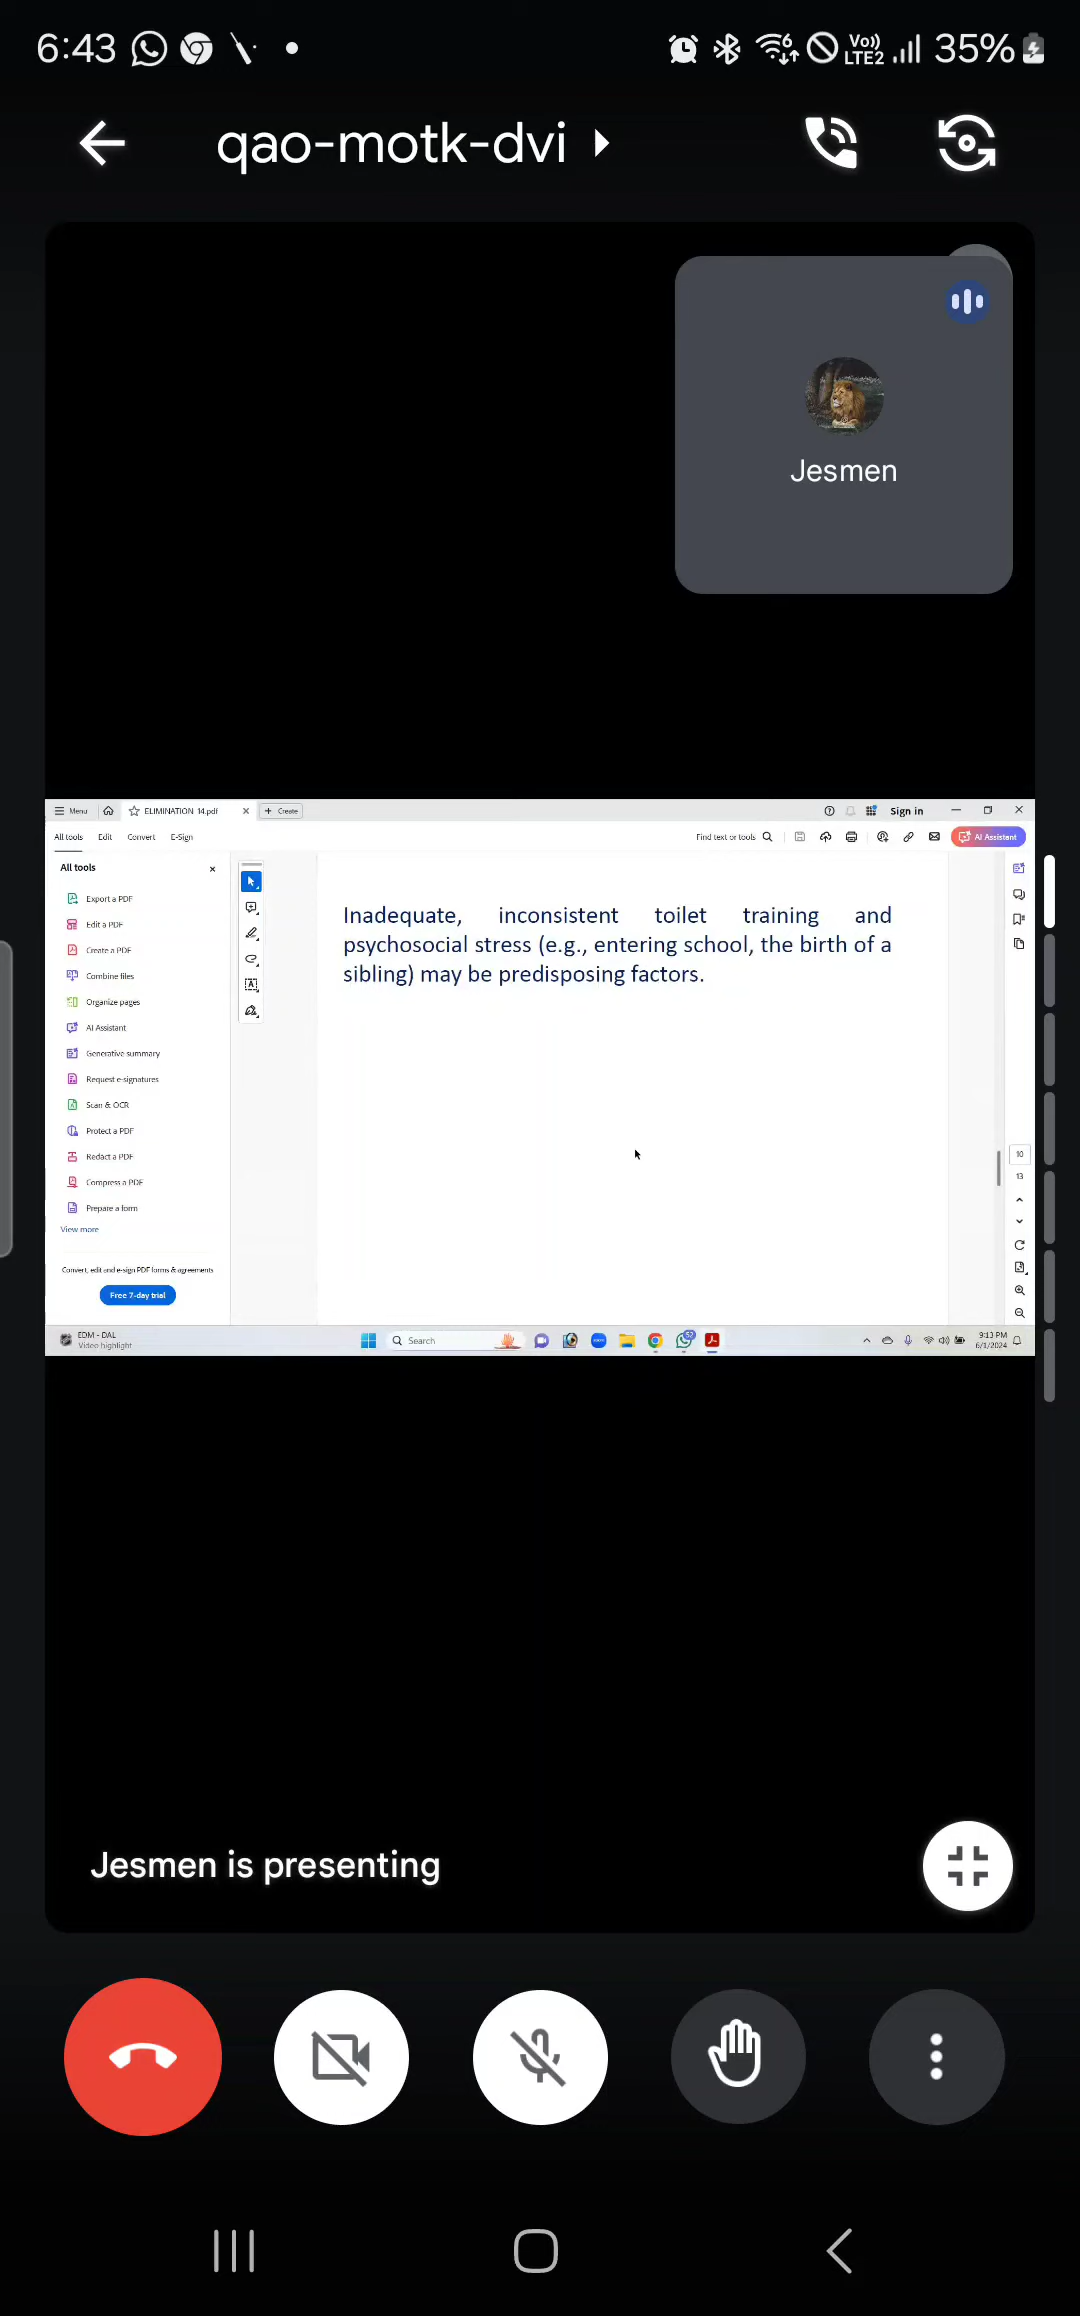 6:43
Vo)) LTE2
35%
qao-motk-dvi
Jesmen
Menu
ELIMINATION 14.pdf
Create
Sign in
All tools
Edit
Convert
E-Sign
Find text or tools
AI Assistant
All tools
Export a PDF
Edit a PDF
Create a PDF
Combine files
Organize pages
AI Assistant
Generative summary
Request e-signatures
Scan & OCR
Protect a PDF
Redact a PDF
Compress a PDF
Prepare a form
View more
Convert, edit and e-sign PDF forms & agreements
Free 7-day trial
Inadequate, inconsistent toilet training and
psychosocial stress (e.g., entering school, the birth of a
sibling) may be predisposing factors.
10
13
EDM - DAL
Video highlight
Search
52
9:13 PM
6/1/2024
Jesmen is presenting